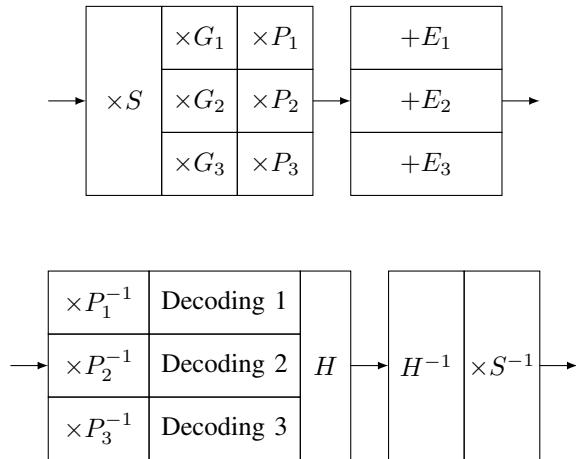 ×G₁ ×P₁ +E₁
×S ×G₂ ×P₂ +E₂
×G₃ ×P₃ +E₃
×P₁⁻¹ Decoding 1
×P₂⁻¹ Decoding 2 H H⁻¹ ×S⁻¹
×P₃⁻¹ Decoding 3